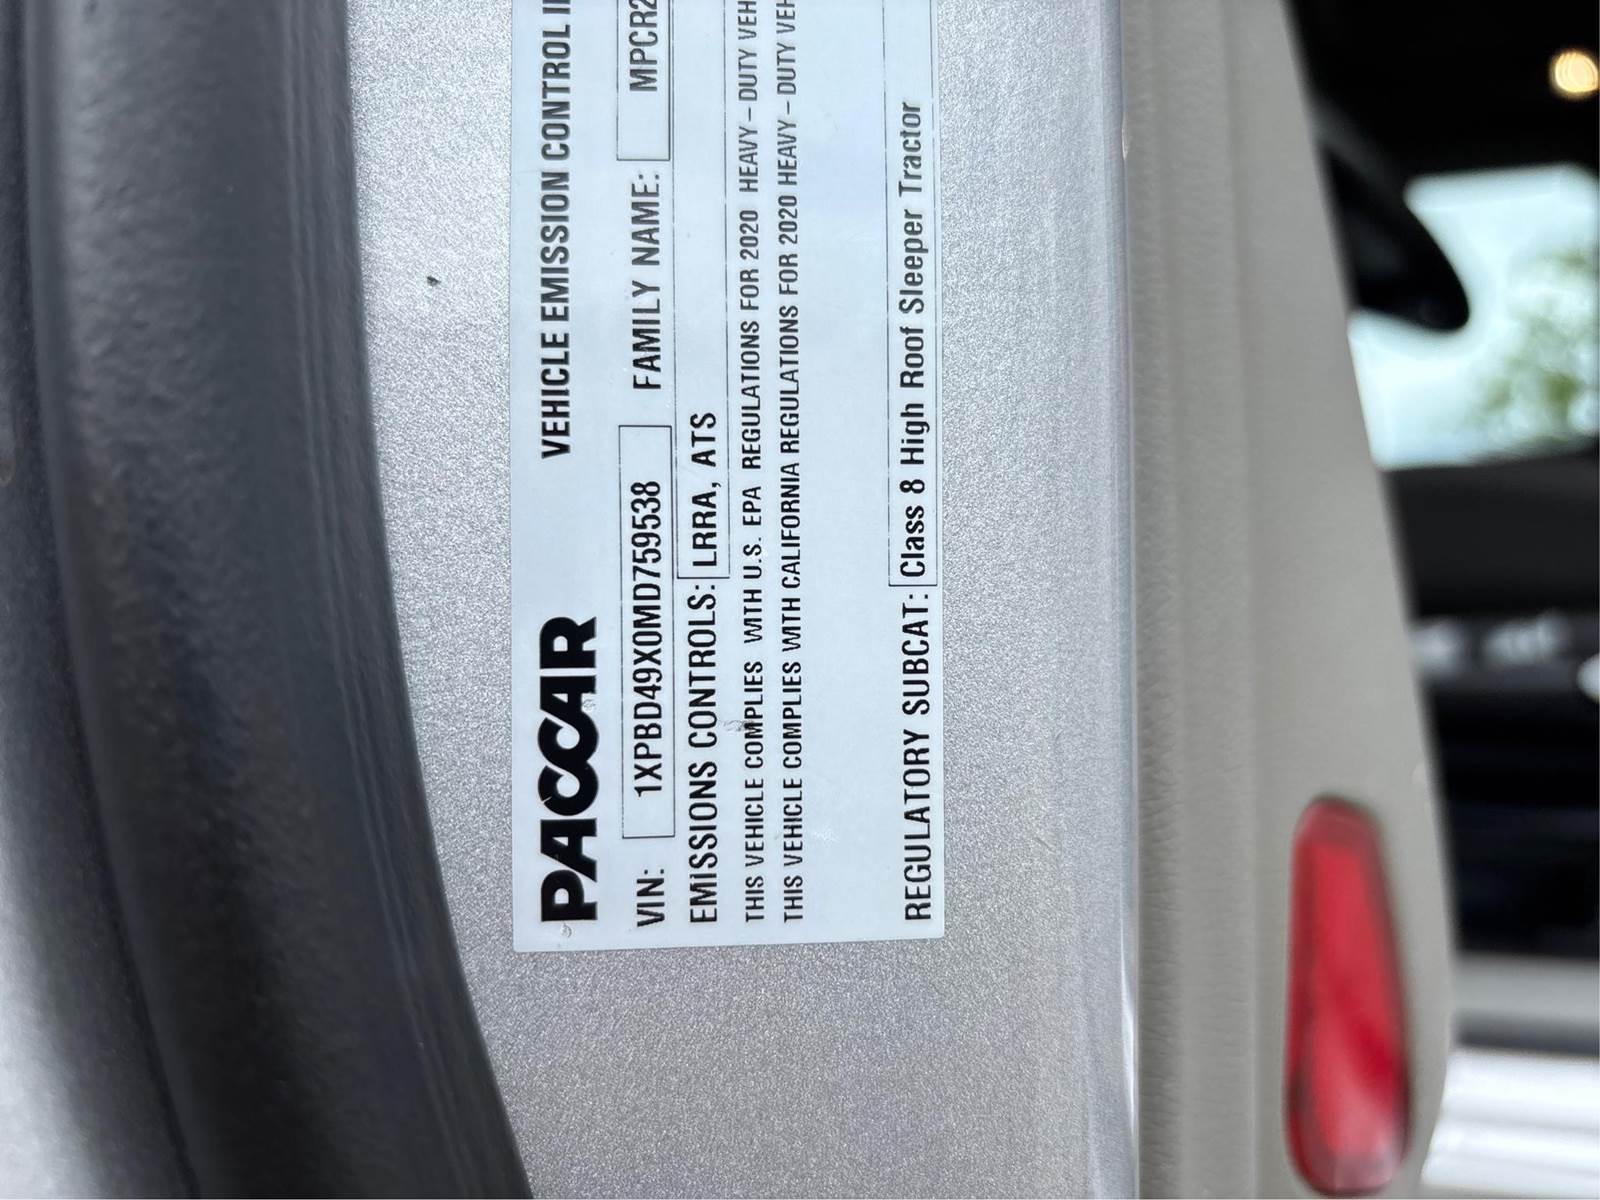 PACCAR VEHICLE EMISSION CONTROL
VIN: 1XPBD49X0MD759538 FAMILY NAME: MPCR2
EMISSIONS CONTROLS: LRRA, ATS
THIS VEHICLE COMPLIES WITH U.S. EPA REGULATIONS FOR 2020 HEAVY-DUTY VEH
THIS VEHICLE COMPLIES WITH CALIFORNIA REGULATIONS FOR 2020 HEAVY-DUTY VEH
REGULATORY SUBCAT: Class 8 High Roof Sleeper Tractor